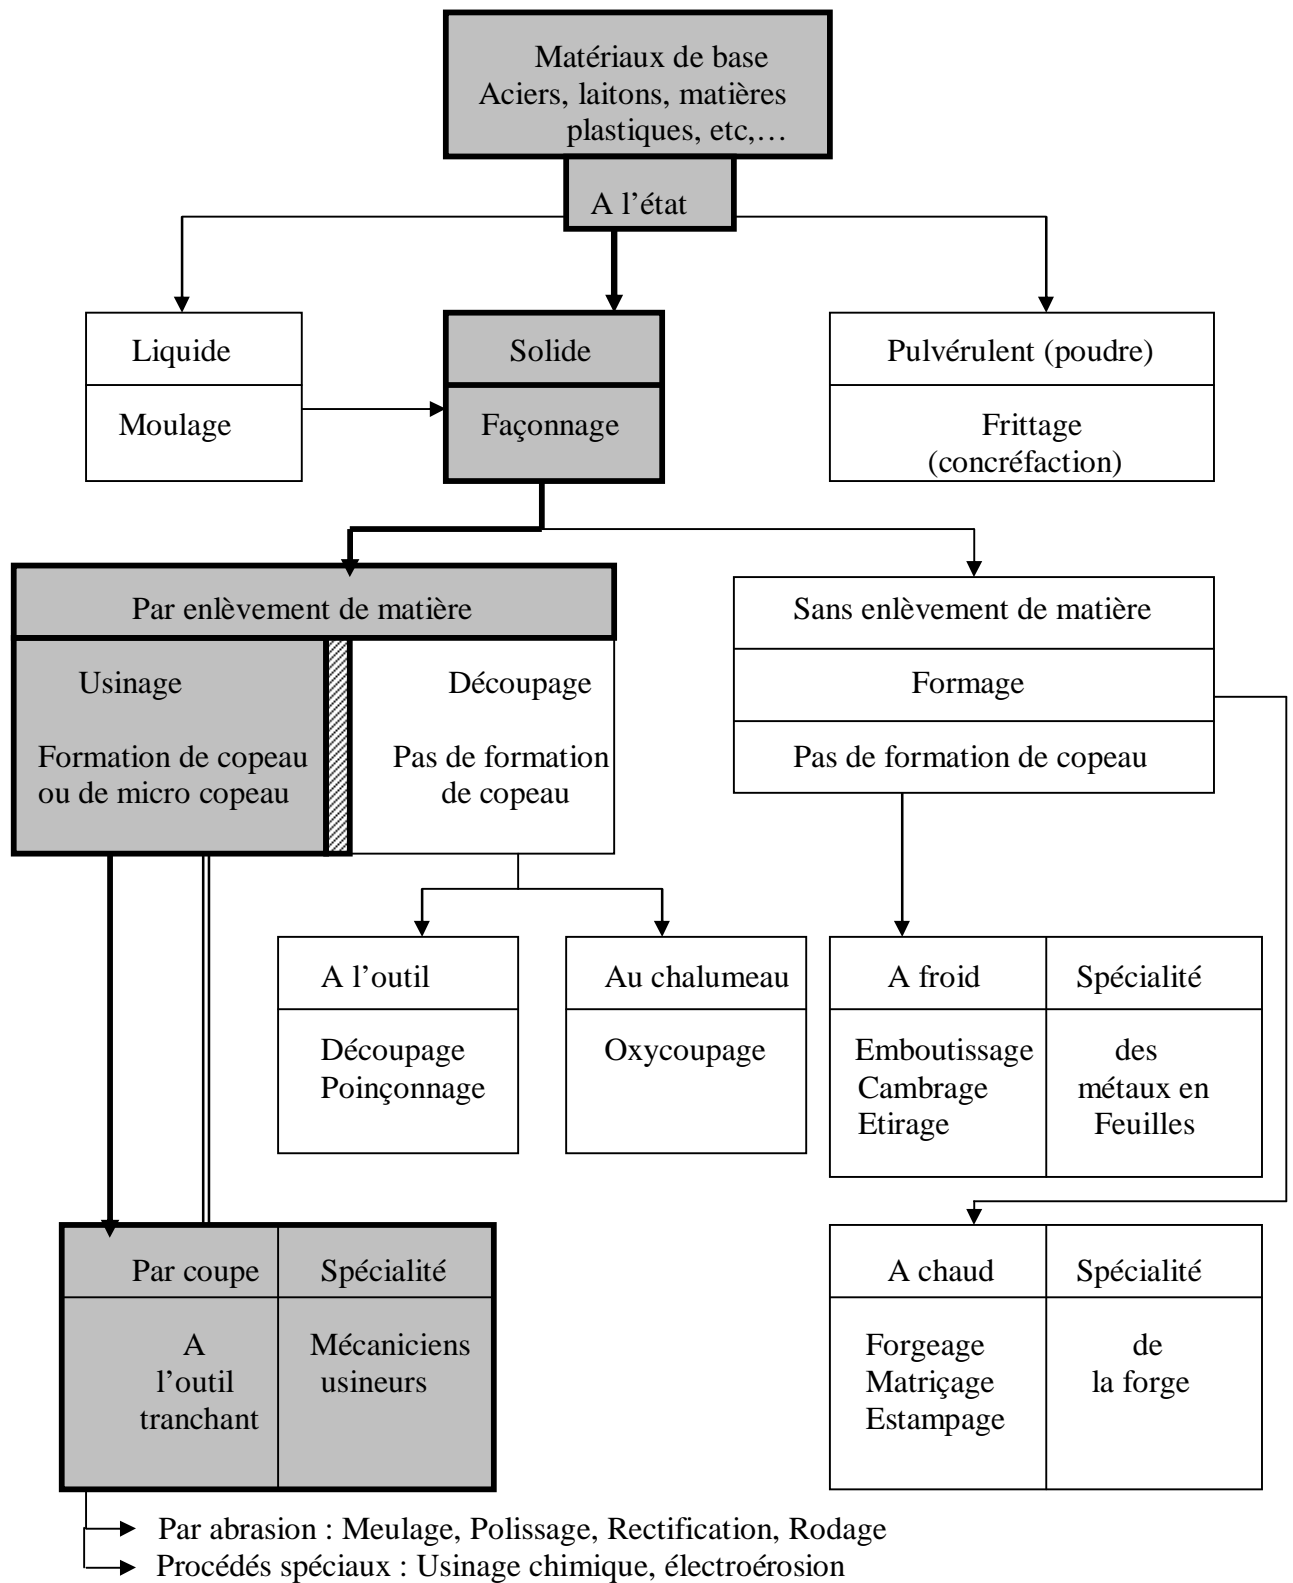 Matériaux de base
Aciers, laitons, matières
plastiques, etc,…
A l’état
Liquide
Moulage
Solide
Façonnage
Pulvérulent (poudre)
Frittage
(concréfaction)
Par enlèvement de matière
Usinage
Formation de copeau
ou de micro copeau
Découpage
Pas de formation
de copeau
Sans enlèvement de matière
Formage
Pas de formation de copeau
A l’outil
Découpage
Poinçonnage
Au chalumeau
Oxycoupage
A froid
Emboutissage
Cambrage
Etirage
Spécialité
des
métaux en
Feuilles
Par coupe
A
l’outil
tranchant
Spécialité
Mécaniciens
usineurs
A chaud
Forgeage
Matriçage
Estampage
Spécialité
de
la forge
Par abrasion : Meulage, Polissage, Rectification, Rodage
Procédés spéciaux : Usinage chimique, électroérosion